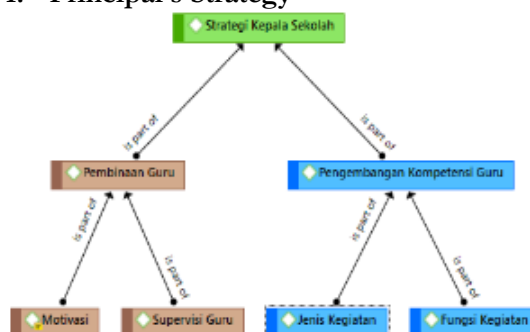 1. Principal's Strategy
Strategi Kepala Sekolah
is part of
is part of
Pembinaan Guru
Pengembangan Kompetensi Guru
is part of
is part of
is part of
is part of
Motivasi
Supervisi Guru
Jenis Kegiatan
Fungsi Kegiatan